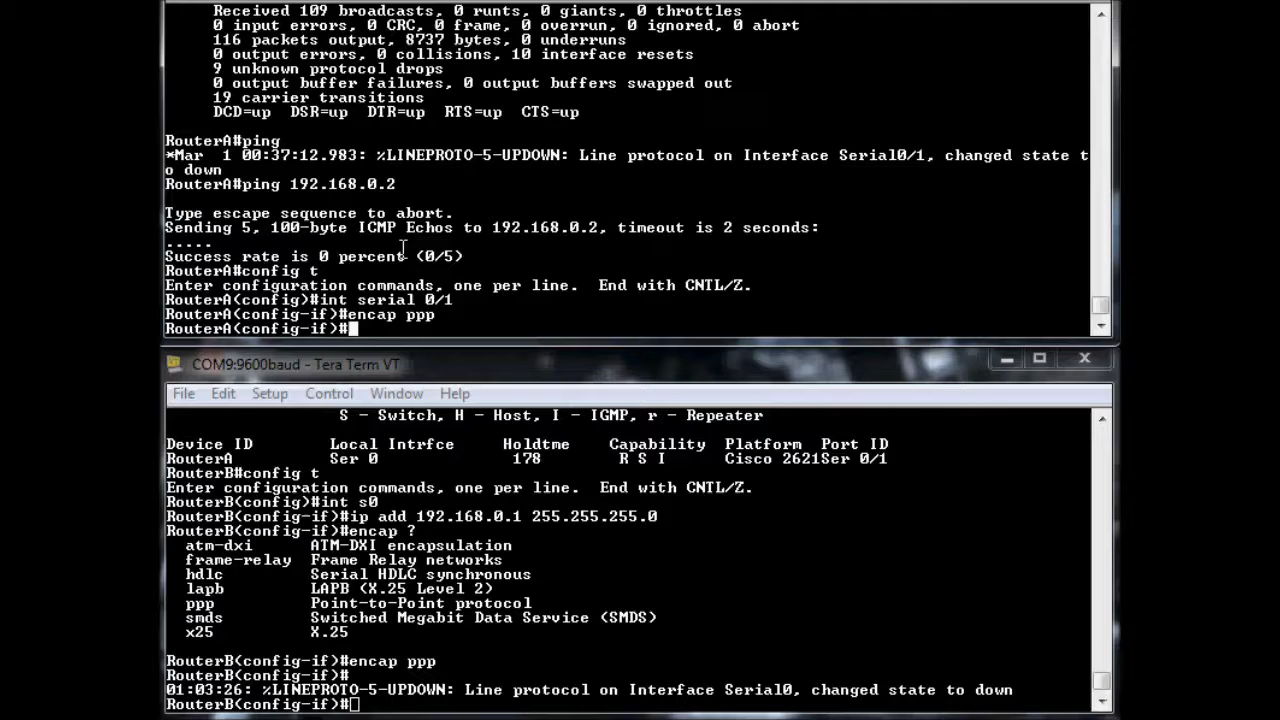 Received 109 broadcasts, 0 runts, 0 giants, 0 throttles
0 input errors, 0 CRC, 0 frame, 0 overrun, 0 ignored, 0 abort
116 packets output, 8737 bytes, 0 underruns
0 output errors, 0 collisions, 10 interface resets
9 unknown protocol drops
0 output buffer failures, 0 output buffers swapped out
19 carrier transitions
DCD=up  DSR=up  DTR=up  RTS=up  CTS=up
RouterA#ping
*Mar  1 00:37:12.983: %LINEPROTO-5-UPDOWN: Line protocol on Interface Serial0/1, changed state t
o down
RouterA#ping 192.168.0.2
Type escape sequence to abort.
Sending 5, 100-byte ICMP Echos to 192.168.0.2, timeout is 2 seconds:
.....
Success rate is 0 percent (0/5)
RouterA#config t
Enter configuration commands, one per line.  End with CNTL/Z.
RouterA(config)#int serial 0/1
RouterA(config-if)#encap ppp
RouterA(config-if)#
COM9:9600baud - Tera Term VT
File Edit Setup Control Window Help
S - Switch, H - Host, I - IGMP, r - Repeater
Device ID        Local Intrfce     Holdtme    Capability  Platform  Port ID
RouterA          Ser 0              178         R S I     Cisco 2621Ser 0/1
RouterB#config t
Enter configuration commands, one per line.  End with CNTL/Z.
RouterB(config)#int s0
RouterB(config-if)#ip add 192.168.0.1 255.255.255.0
RouterB(config-if)#encap ?
atm-dxi      ATM-DXI encapsulation
frame-relay  Frame Relay networks
hdlc         Serial HDLC synchronous
lapb         LAPB (X.25 Level 2)
ppp          Point-to-Point protocol
smds         Switched Megabit Data Service (SMDS)
x25          X.25
RouterB(config-if)#encap ppp
RouterB(config-if)#
01:03:26: %LINEPROTO-5-UPDOWN: Line protocol on Interface Serial0, changed state to down
RouterB(config-if)#